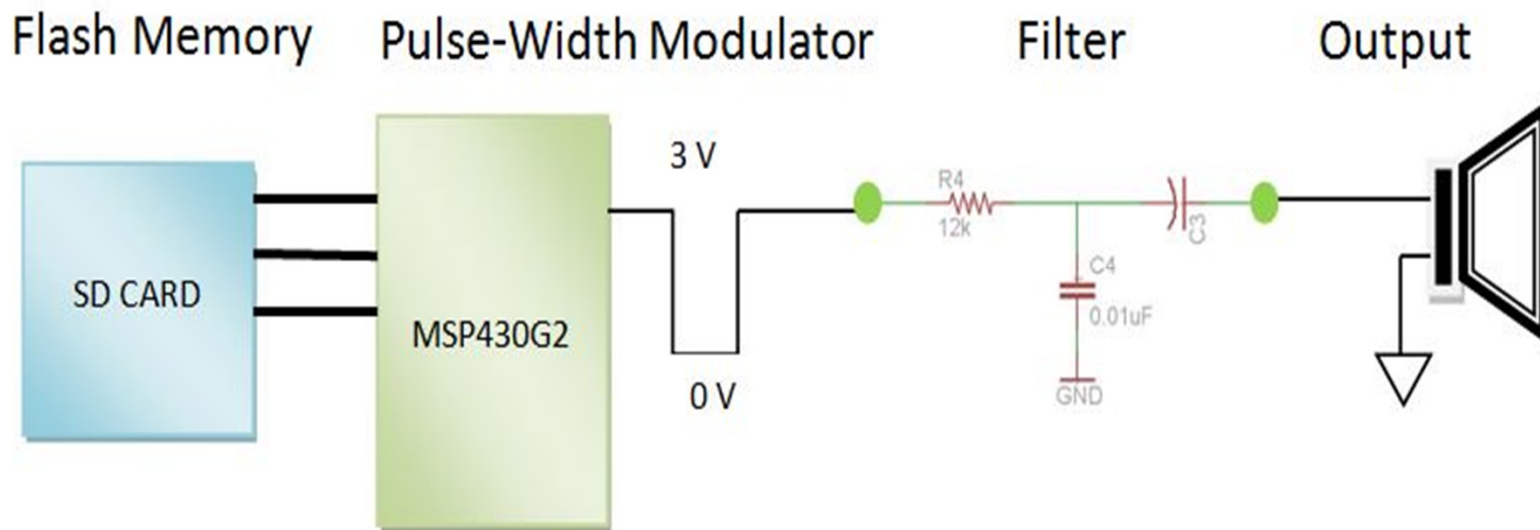 Flash Memory
Pulse-Width Modulator
Filter
Output
SD CARD
MSP430G2
3 V
0 V
R4
12k
C4
0.01uF
GND
C3